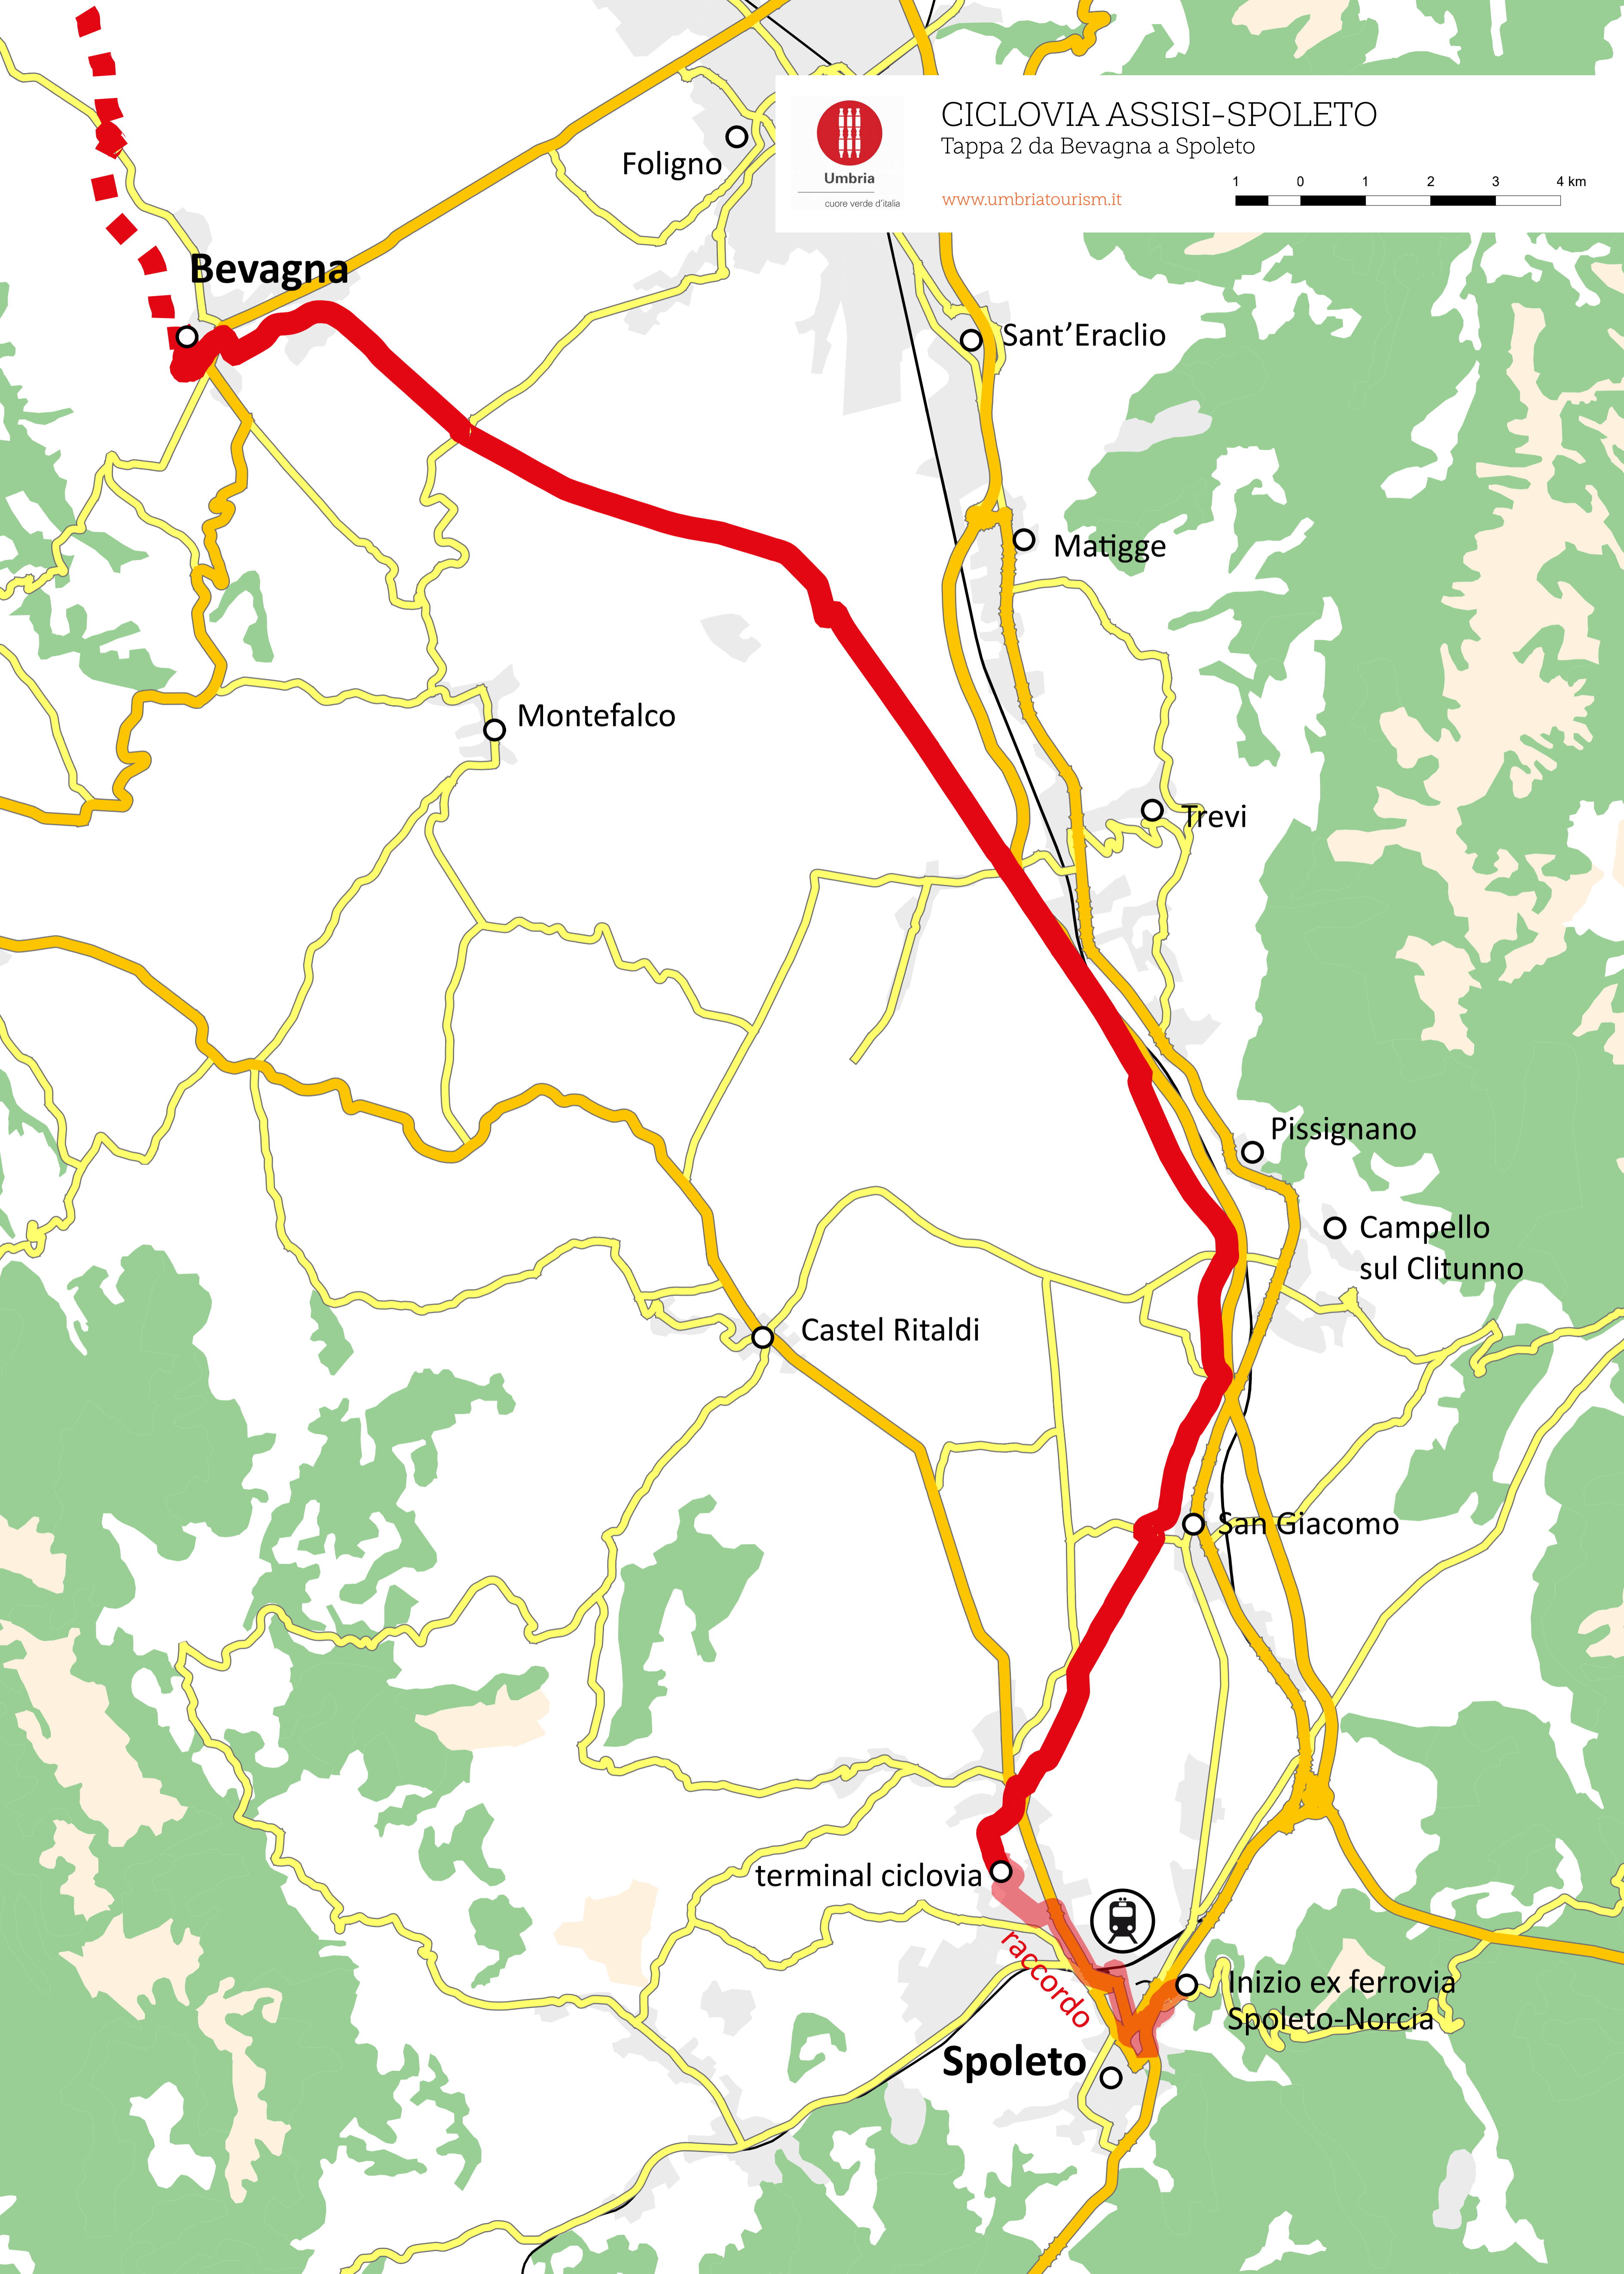 CICLOVIA ASSISI-SPOLETO
Tappa 2 da Bevagna a Spoleto
www.umbriatourism.it
Umbria
cuore verde d'italia
1 0 1 2 3 4 km
Foligno
Bevagna
Sant'Eraclio
Matigge
Montefalco
Trevi
Pissignano
Campello
sul Clitunno
Castel Ritaldi
San Giacomo
terminal ciclovia
raccordo
Inizio ex ferrovia
Spoleto-Norcia
Spoleto